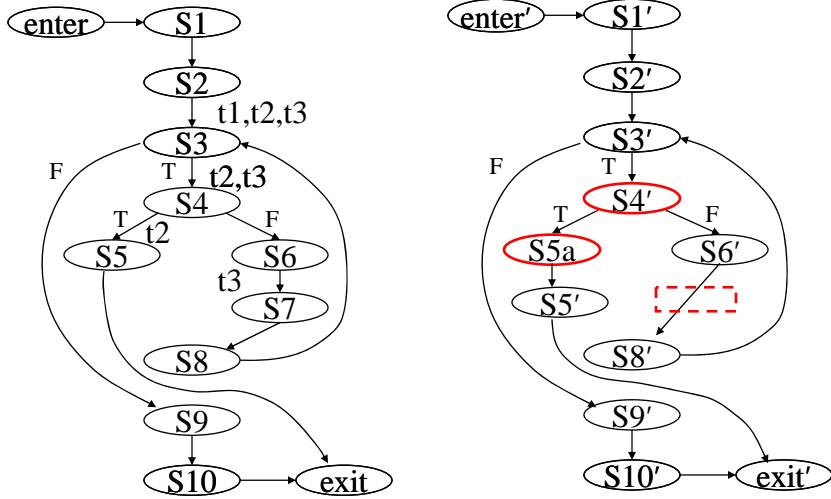 enter
S1
S2
t1,t2,t3
S3
F
T
t2,t3
S4
T
F
t2
S5
S6
t3
S7
S8
S9
S10
exit
enter′
S1′
S2′
S3′
F
T
S4′
T
F
S5a
S6′
S5′
S8′
S9′
S10′
exit′